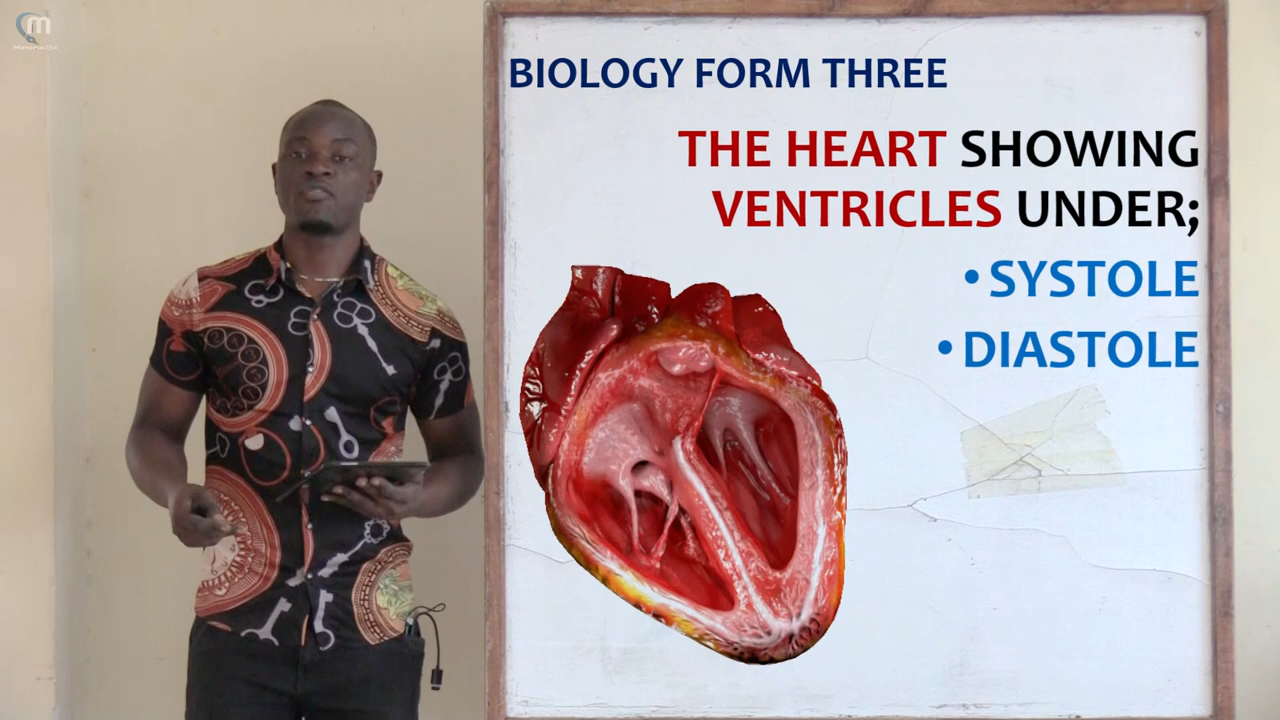 m
BIOLOGY FORM THREE
THE HEART SHOWING
VENTRICLES UNDER;
• SYSTOLE
• DIASTOLE